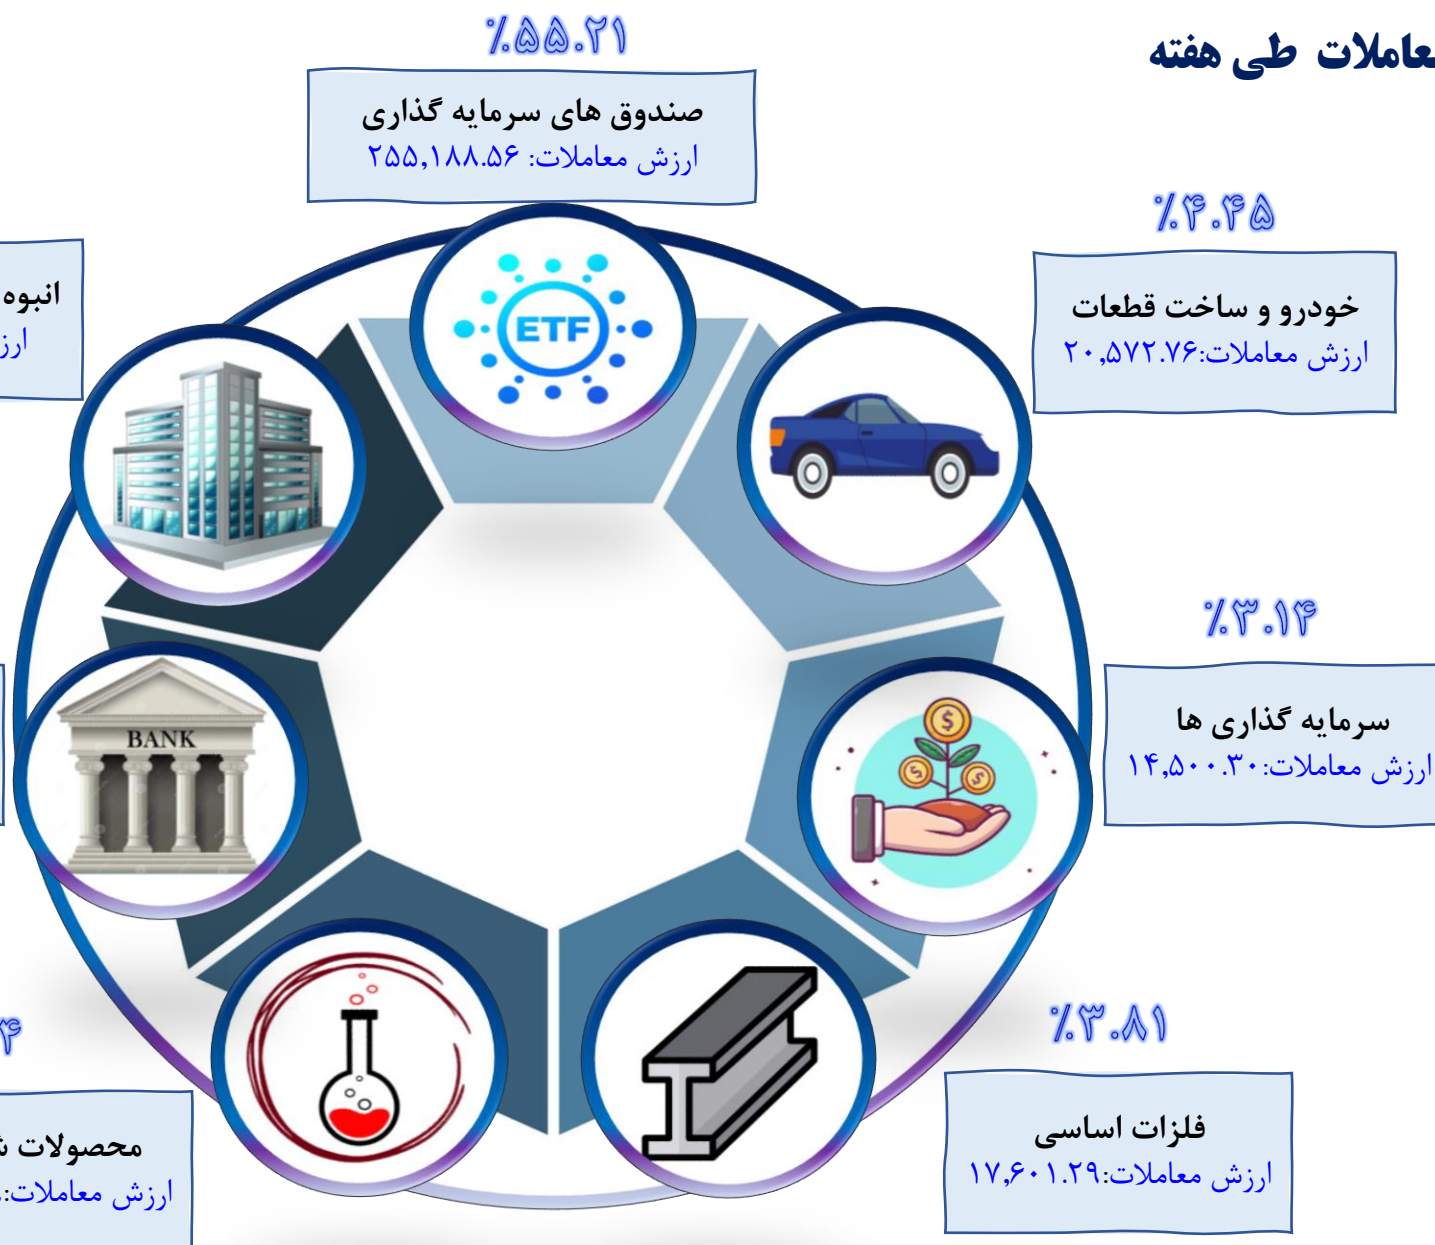 طی هفته
٪۵۵.۲۱
صندوق های سرمایه گذاری
ارزش معاملات: ۲۵۵,۱۸۸.۵۶
٪۴.۴۵
خودرو و ساخت قطعات
ارزش معاملات:۲۰,۵۷۲.۷۶
انبوه
ETF
٪۳.۱۴
سرمایه گذاری ها
ارزش معاملات:۱۴,۵۰۰.۳۰
BANK
٪۳.۸۱
فلزات اساسی
ارزش معاملات:۱۷,۶۰۱.۲۹
محصولات
ارزش معاملات: